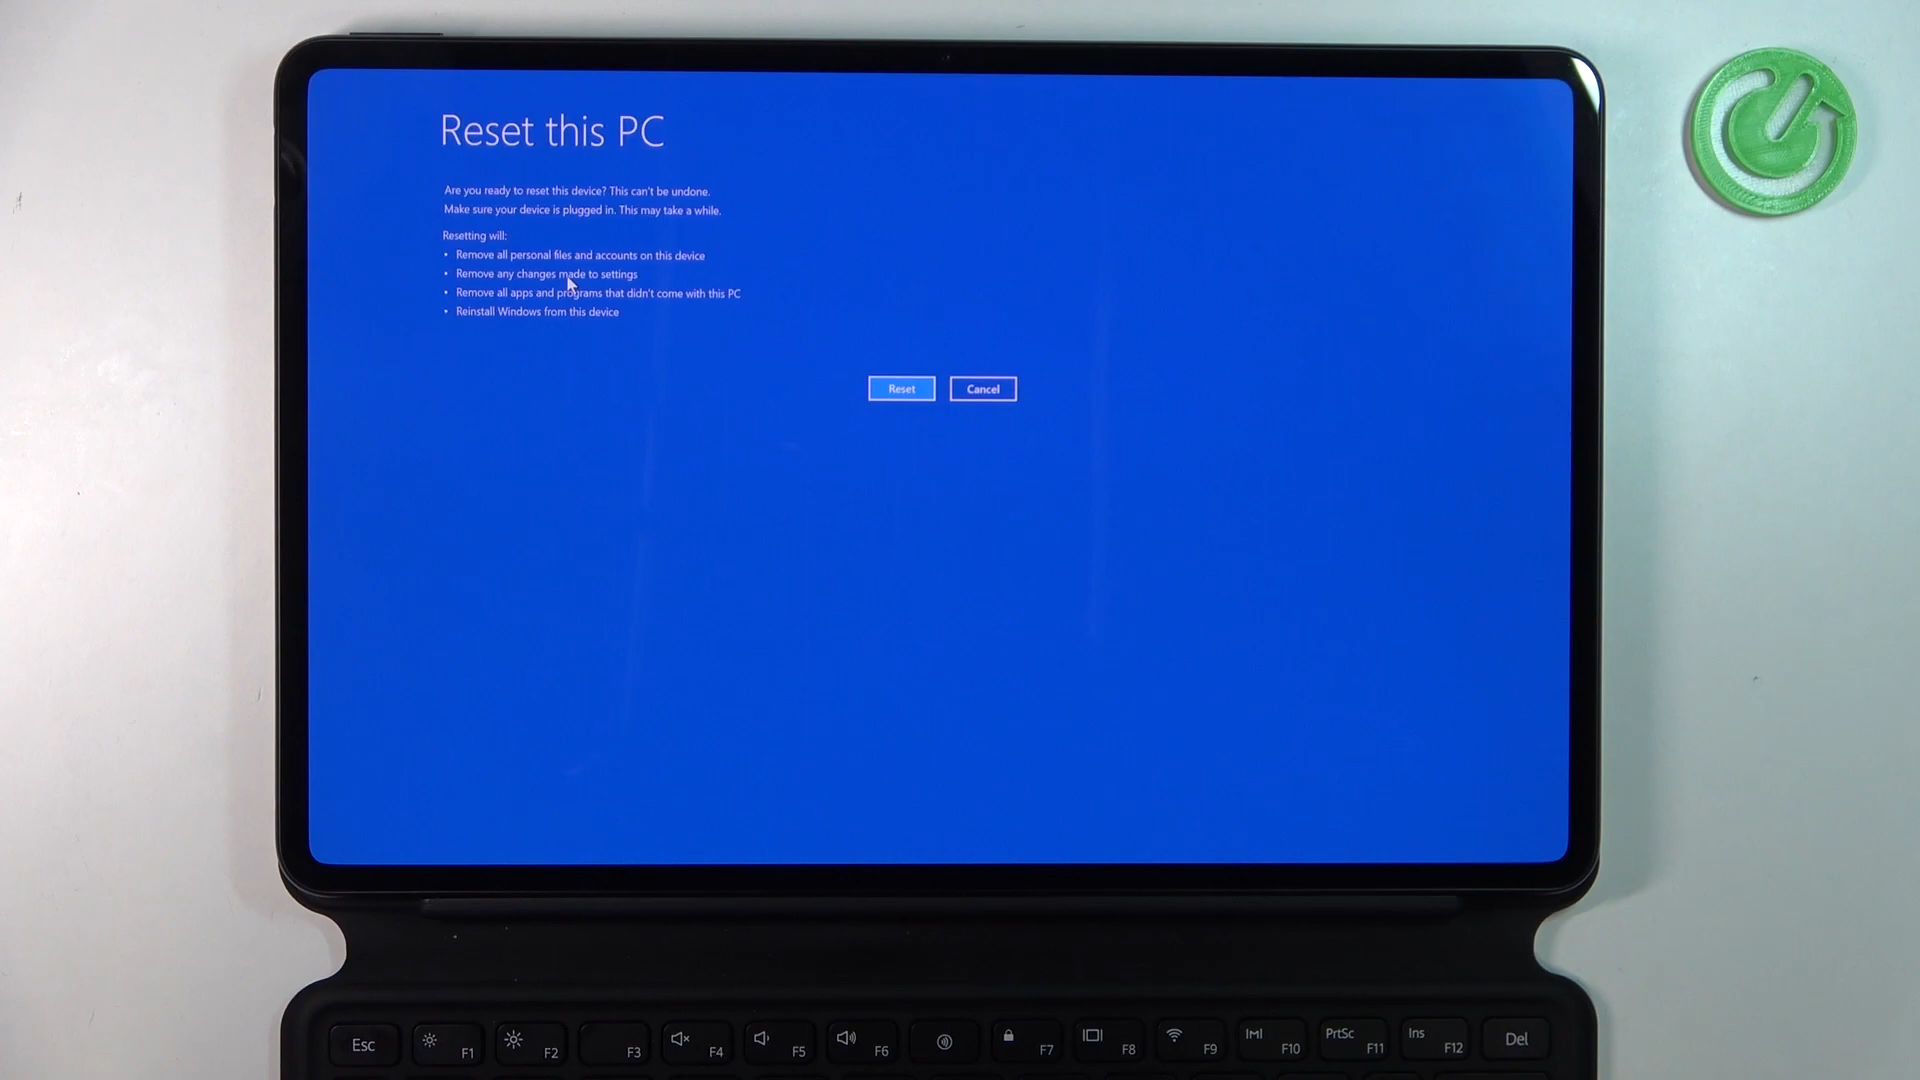 Reset this PC
Are you ready to reset this device? This can't be undone.
Make sure your device is plugged in. This may take a while.
Resetting will:
• Remove all personal files and accounts on this device
• Remove any changes made to settings
• Remove all apps and programs that didn't come with this PC
• Reinstall Windows from this device
Reset Cancel
Esc F1 F2 F3 F4 F5 F6 F7 F8 F9 F10 PrtSc F11 Ins F12 Del